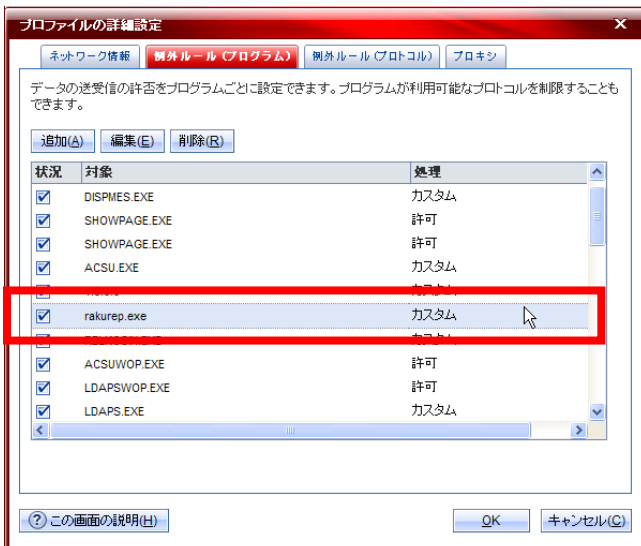 プロファイルの詳細設定
ネットワーク情報 例外ルール(プログラム) 例外ルール(プロトコル) プロキシ
データの送受信の許否をプログラムごとに設定できます。プログラムが利用可能なプロトコルを制限することも
できます。
追加(A) 編集(E) 削除(R)
状況 対象 処理
DISPMES.EXE カスタム
SHOWPAGE.EXE 許可
SHOWPAGE.EXE 許可
ACSU.EXE カスタム
rakurep.exe カスタム
ACSUWOP.EXE 許可
LDAPSWOP.EXE 許可
LDAPS.EXE カスタム
この画面の説明(H) OK キャンセル(C)